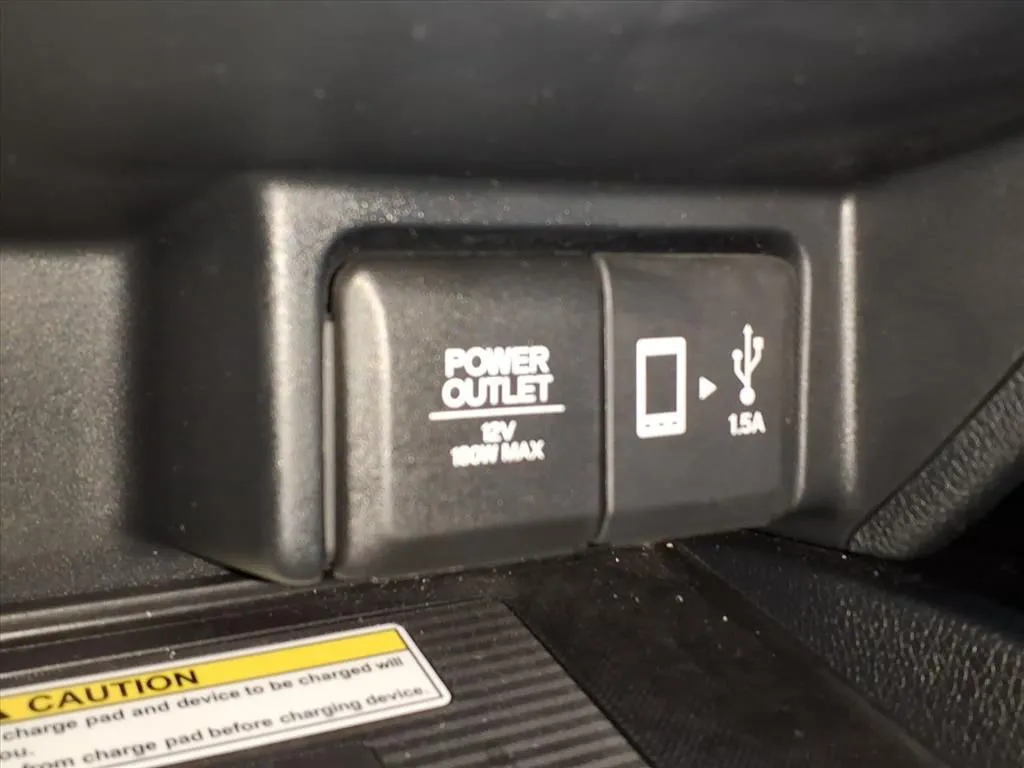 POWER
OUTLET
12V
180W MAX
1.5A
CAUTION
charge pad and device to be charged will
ou.
from charge pad before charging device.